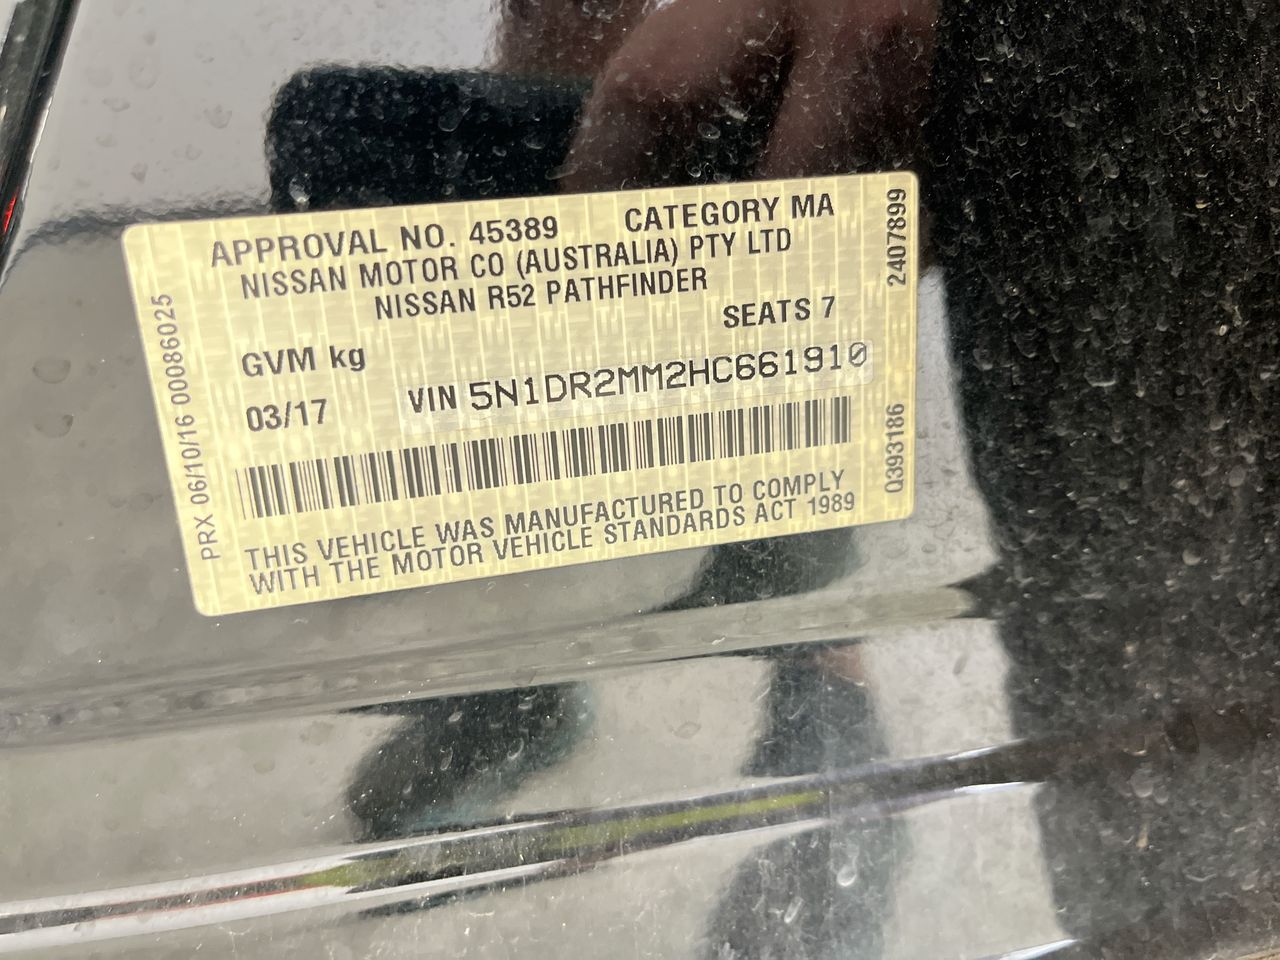 APPROVAL NO. 45389 CATEGORY MA
NISSAN MOTOR CO (AUSTRALIA) PTY LTD
NISSAN R52 PATHFINDER
SEATS 7
GVM kg
03/17 VIN 5N1DR2MM2HC661910
THIS VEHICLE WAS MANUFACTURED TO COMPLY
WITH THE MOTOR VEHICLE STANDARDS ACT 1989
PRX 06/10/16 00086025
2407899
Q393186